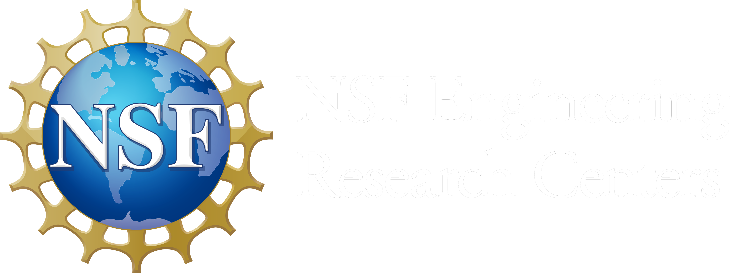 NSF
NSF Engineering
Research Centers